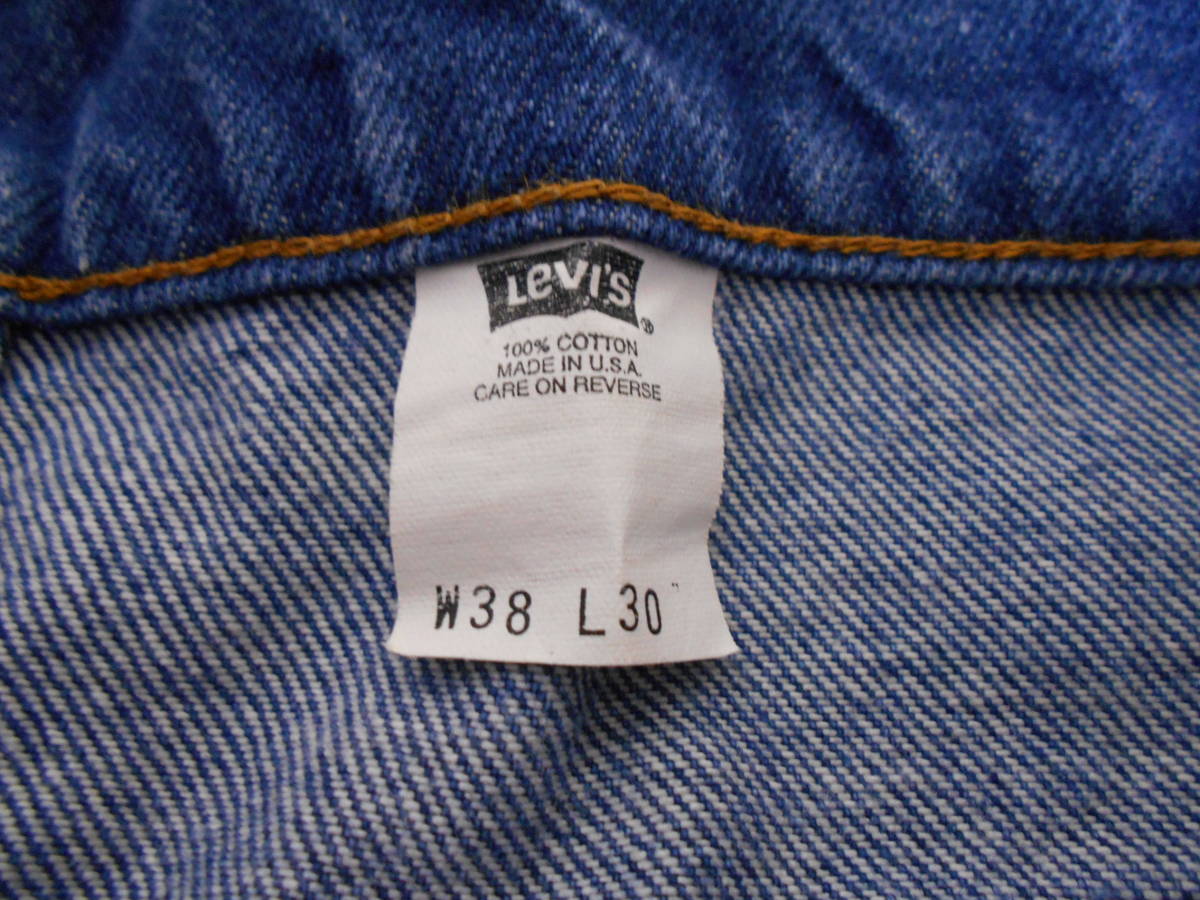 LEVI'S®
100% COTTON
MADE IN U.S.A.
CARE ON REVERSE
W38 L30